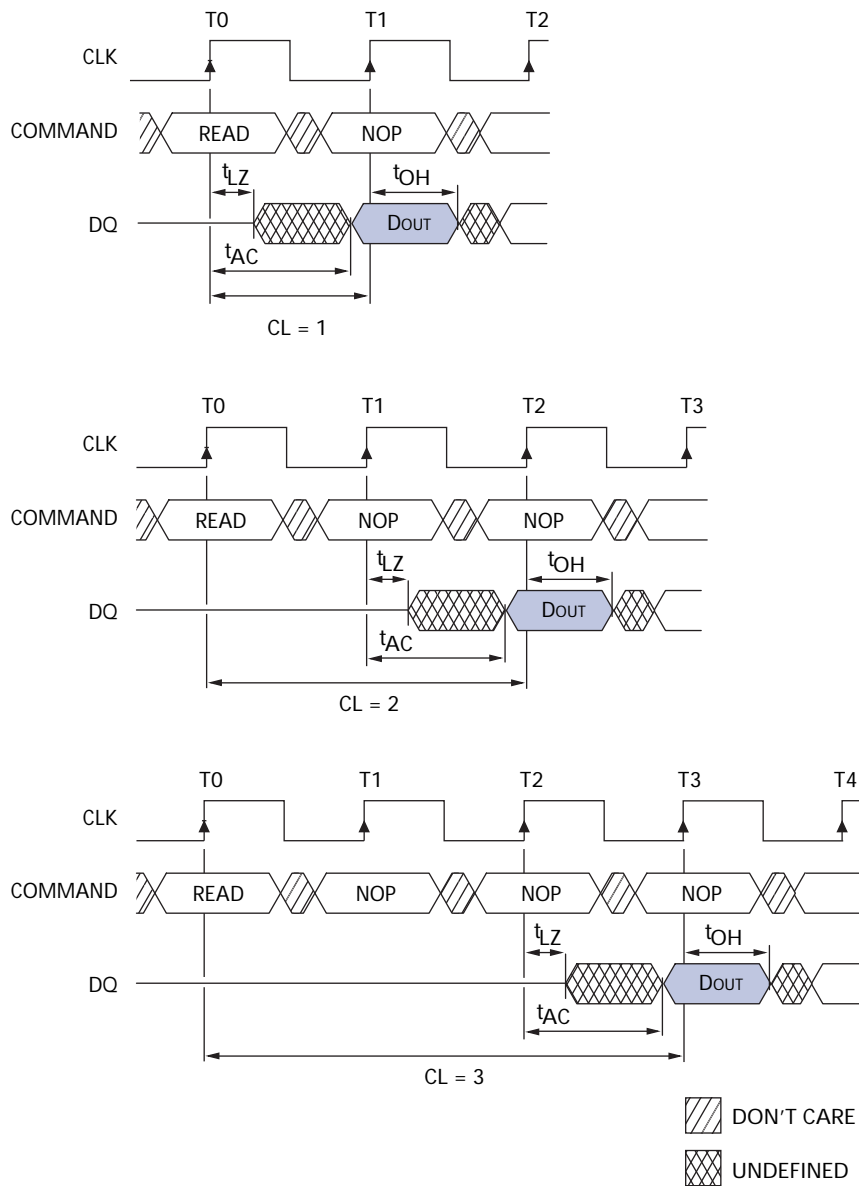 T0 T1 T2
CLK
COMMAND READ NOP
tLZ tOH
DQ DOUT
tAC
CL = 1
T0 T1 T2 T3
CLK
COMMAND READ NOP NOP
tLZ tOH
DQ DOUT
tAC
CL = 2
T0 T1 T2 T3 T4
CLK
COMMAND READ NOP NOP NOP
tLZ tOH
DQ DOUT
tAC
CL = 3
DON'T CARE
UNDEFINED